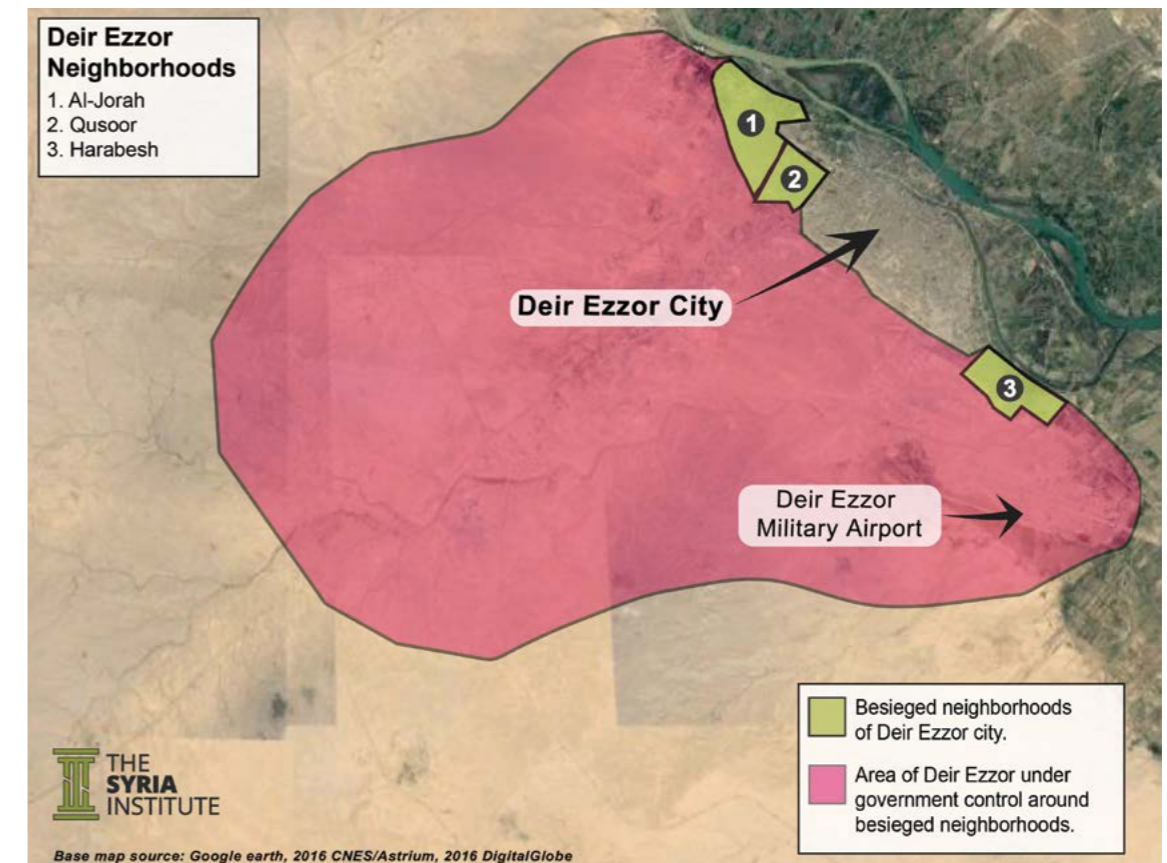 Deir Ezzor
Neighborhoods
1. Al-Jorah
2. Qusoor
3. Harabesh
1
2
Deir Ezzor City
3
Deir Ezzor
Military Airport
Besieged neighborhoods
of Deir Ezzor city.
Area of Deir Ezzor under
government control around
besieged neighborhoods.
THE
SYRIA
INSTITUTE
Base map source: Google earth, 2016 CNES/Astrium, 2016 DigitalGlobe